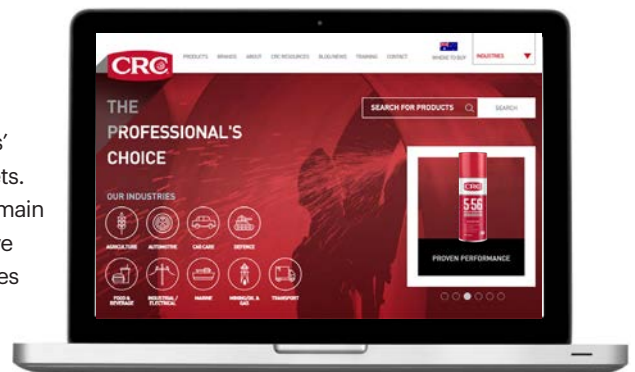 s'
ets.
main
re
es
CRC
PRODUCTS BRANDS ABOUT CRC RESOURCES BLOG/NEWS TRAINING CONTACT
WHERE TO BUY
INDUSTRIES
THE
PROFESSIONAL'S
CHOICE
SEARCH FOR PRODUCTS
SEARCH
OUR INDUSTRIES
AGRICULTURE AUTOMOTIVE CAR CARE DEFENCE
FOOD & BEVERAGE INDUSTRIAL / ELECTRICAL MARINE MINING/OIL & GAS TRANSPORT
CRC
5.56
PROVEN PERFORMANCE